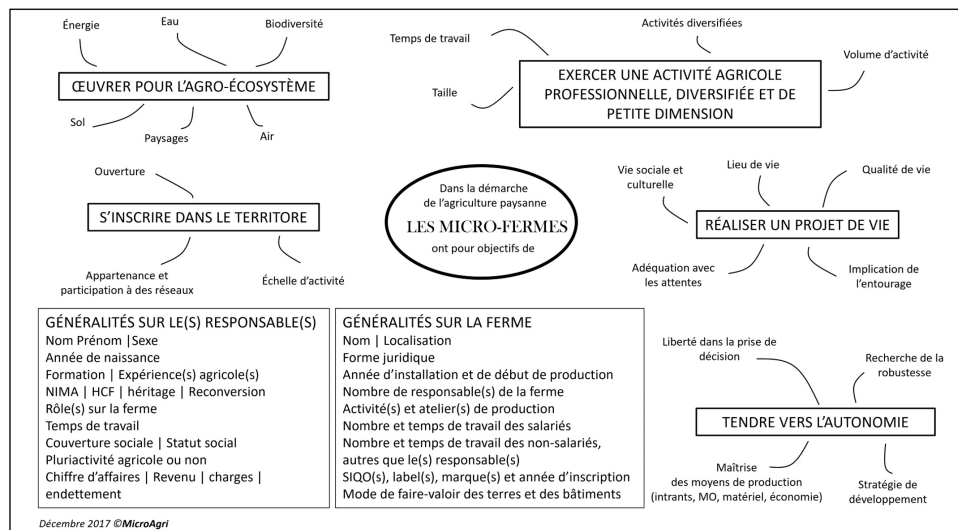 Énergie
Eau
Biodiversité
ŒUVRER POUR L'AGRO-ÉCOSYSTÈME
Sol
Paysages
Air
Temps de travail
Activités diversifiées
Volume d'activité
Taille
EXERCER UNE ACTIVITÉ AGRICOLE
PROFESSIONNELLE, DIVERSIFIÉE ET DE
PETITE DIMENSION
Ouverture
S'INSCRIRE DANS LE TERRITORE
Appartenance et
participation à des réseaux
Échelle d'activité
Dans la démarche
de l'agriculture paysanne
LES MICRO-FERMES
ont pour objectifs de
Vie sociale et
culturelle
Lieu de vie
Qualité de vie
RÉALISER UN PROJET DE VIE
Adéquation avec
les attentes
Implication de
l'entourage
GÉNÉRALITÉS SUR LE(S) RESPONSABLE(S)
Nom Prénom |Sexe
Année de naissance
Formation | Expérience(s) agricole(s)
NIMA | HCF | héritage | Reconversion
Rôle(s) sur la ferme
Temps de travail
Couverture sociale | Statut social
Pluriactivité agricole ou non
Chiffre d'affaires | Revenu | charges |
endettement
GÉNÉRALITÉS SUR LA FERME
Nom | Localisation
Forme juridique
Année d'installation et de début de production
Nombre de responsable(s) de la ferme
Activité(s) et atelier(s) de production
Nombre et temps de travail des salariés
Nombre et temps de travail des non-salariés,
autres que le(s) responsable(s)
SIQO(s), label(s), marque(s) et année d'inscription
Mode de faire-valoir des terres et des bâtiments
Liberté dans la prise de
décision
Recherche de la
robustesse
TENDRE VERS L'AUTONOMIE
Maîtrise
des moyens de production
(intrants, MO, matériel, économie)
Stratégie de
développement
Décembre 2017 ©MicroAgri